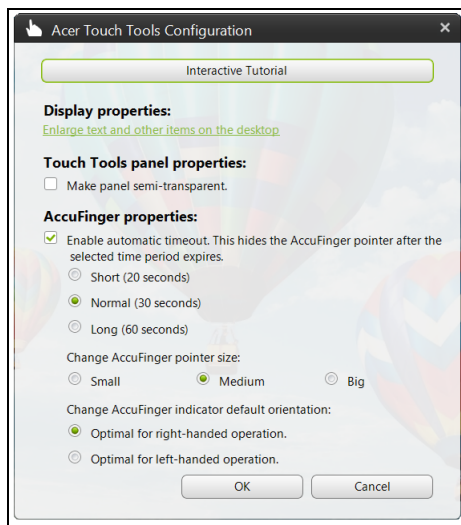 Acer Touch Tools Configuration
Interactive Tutorial
Display properties:
Enlarge text and other items on the desktop
Touch Tools panel properties:
Make panel semi-transparent.
AccuFinger properties:
Enable automatic timeout. This hides the AccuFinger pointer after the
selected time period expires.
Short (20 seconds)
Normal (30 seconds)
Long (60 seconds)
Change AccuFinger pointer size:
Small Medium Big
Change AccuFinger indicator default orientation:
Optimal for right-handed operation.
Optimal for left-handed operation.
OK Cancel